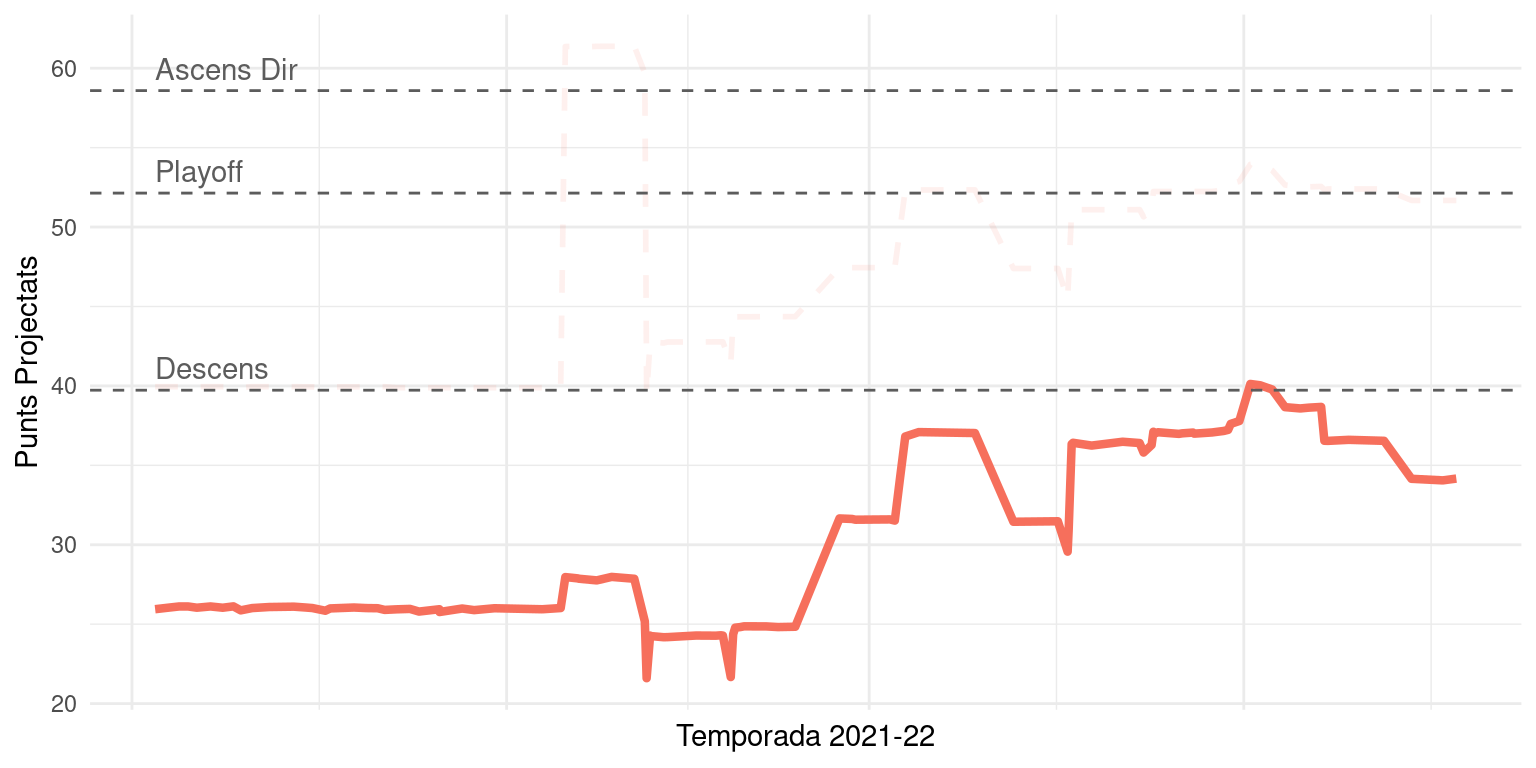 60
Ascens Dir
Playoff
50
40
Descens
30
20
Punts Projectats
Temporada 2021-22